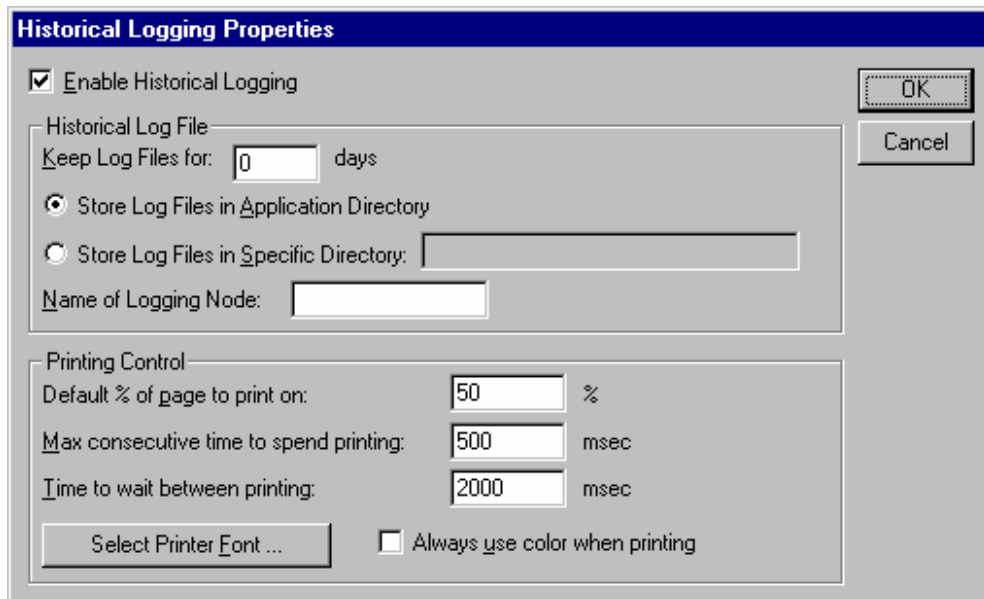 Historical Logging Properties
Enable Historical Logging
OK
Historical Log File
Cancel
Keep Log Files for: 0 days
Store Log Files in Application Directory
Store Log Files in Specific Directory:
Name of Logging Node:
Printing Control
Default % of page to print on: 50 %
Max consecutive time to spend printing: 500 msec
Time to wait between printing: 2000 msec
Select Printer Font ... Always use color when printing